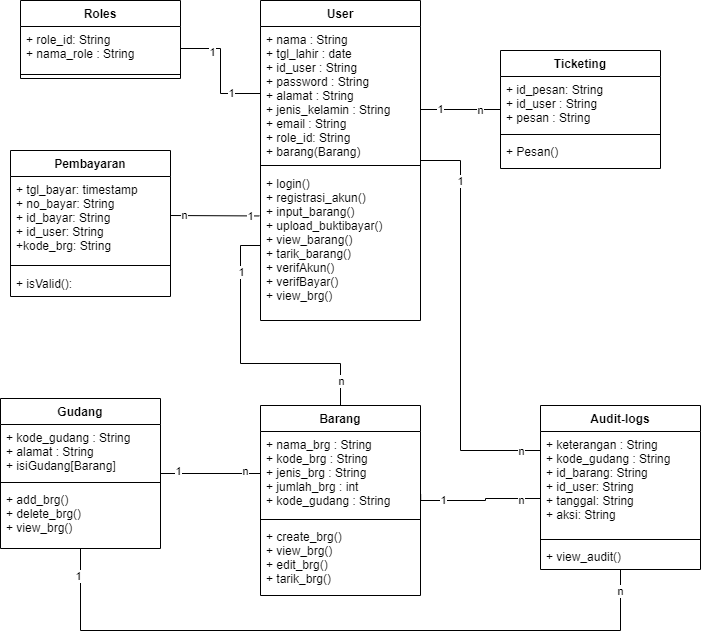 Roles
+ role_id: String
+ nama_role : String
User
+ nama : String
+ tgl_lahir : date
+ id_user : String
+ password : String
+ alamat : String
+ jenis_kelamin : String
+ email : String
+ role_id: String
+ barang(Barang)
+ login()
+ registrasi_akun()
+ input_barang()
+ upload_buktibayar()
+ view_barang()
+ tarik_barang()
+ verifAkun()
+ verifBayar()
+ view_brg()
Ticketing
+ id_pesan: String
+ id_user : String
+ pesan : String
+ Pesan()
1
1
1
n
Pembayaran
+ tgl_bayar: timestamp
+ no_bayar: String
+ id_bayar: String
+ id_user: String
+kode_brg: String
+ isValid():
n
1
1
1
n
Gudang
+ kode_gudang : String
+ alamat : String
+ isiGudang[Barang]
+ add_brg()
+ delete_brg()
+ view_brg()
1
n
Barang
+ nama_brg : String
+ kode_brg : String
+ jenis_brg : String
+ jumlah_brg : int
+ kode_gudang : String
+ create_brg()
+ view_brg()
+ edit_brg()
+ tarik_brg()
n
1
n
Audit-logs
+ keterangan : String
+ kode_gudang : String
+ id_barang: String
+ id_user: String
+ tanggal: String
+ aksi: String
+ view_audit()
1
n